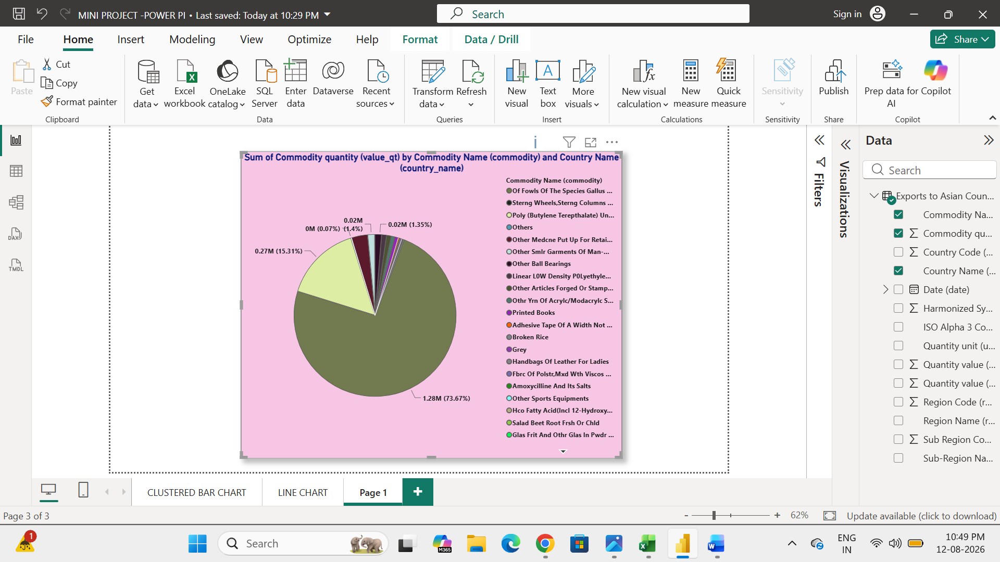 MINI PROJECT -POWER PI • Last saved: Today at 10:29 PM
Search
Sign in
File
Home
Insert
Modeling
View
Optimize
Help
Format
Data / Drill
Share
Paste
Cut
Copy
Format painter
Clipboard
Get data
Excel workbook
OneLake catalog
SQL Server
Enter data
Dataverse
Recent sources
Data
Transform data
Refresh
Queries
New visual
Text box
More visuals
Insert
New visual calculation
New measure
Quick measure
Calculations
Sensitivity
Sensitivity
Publish
Share
Prep data for AI
Copilot
Copilot
DAX
TMDL
Sum of Commodity quantity (value_qt) by Commodity Name (commodity) and Country Name
(country_name)
0.02M
(1.4%)
0M (0.07%)
0.02M (1.35%)
0.27M (15.31%)
1.28M (73.67%)
Commodity Name (commodity)
Of Fowls Of The Species Gallus ...
Sterng Wheels,Sterng Columns ...
Poly (Butylene Terepthalate) Un...
Others
Other Medcne Put Up For Retai...
Other Smlr Garments Of Man-...
Other Ball Bearings
Linear L0W Density P0Lyethyle...
Other Articles Forged Or Stamp...
Othr Yrn Of Acrylc/Modacrylc S...
Printed Books
Adhesive Tape Of A Width Not ...
Broken Rice
Grey
Handbags Of Leather For Ladies
Fbrc Of Polstr,Mxd Wth Viscos ...
Amoxycilline And Its Salts
Other Sports Equipments
Hco Fatty Acid(Incl 12-Hydroxy...
Salad Beet Root Frsh Or Chld
Glas Frit And Othr Glas In Pwdr ...
Filters
Visualizations
Data
Search
Exports to Asian Coun...
Commodity Na...
Commodity qu...
Country Code (...
Country Name (...
Date (date)
Harmonized Sy...
ISO Alpha 3 Co...
Quantity unit (u...
Quantity value (...
Quantity value (...
Region Code (r...
Region Name (r...
Sub Region Co...
Sub-Region Na...
CLUSTERED BAR CHART
LINE CHART
Page 1
Page 3 of 3
62%
Update available (click to download)
1
Search
M365
ENG
IN
10:49 PM
12-08-2026